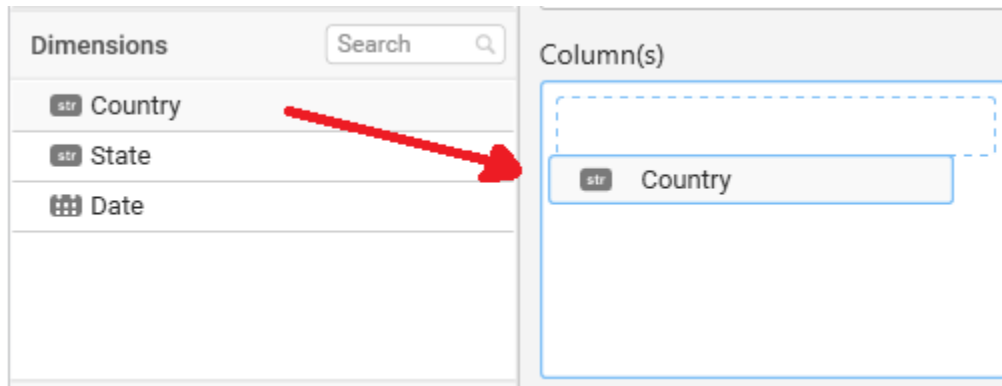 Dimensions
Search
str Country
str State
Date
Column(s)
str Country